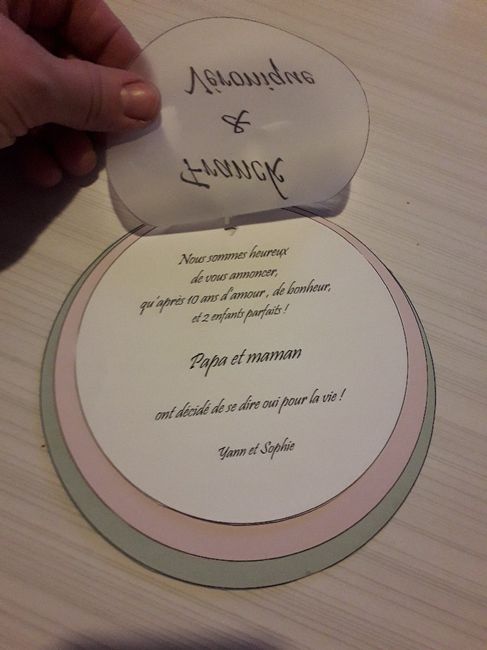 Véronique
&
Franck
Nous sommes heureux
de vous annoncer,
qu'après 10 ans d'amour , de bonheur,
et 2 enfants parfaits !
Papa et maman
ont décidé de se dire oui pour la vie !
Yann et Sophie